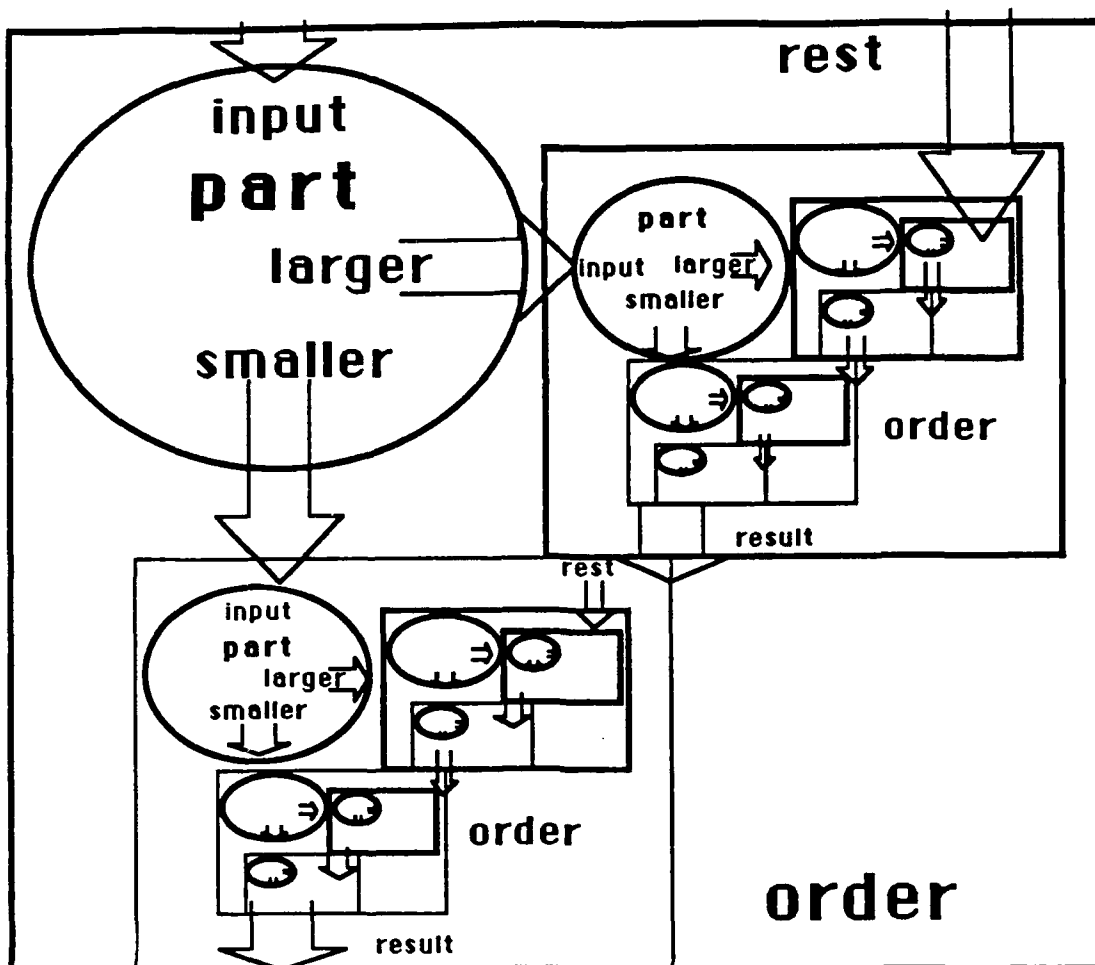 rest
input
part
larger
smaller
part
input larger
smaller
order
result
rest
input
part
larger
smaller
order
order
result